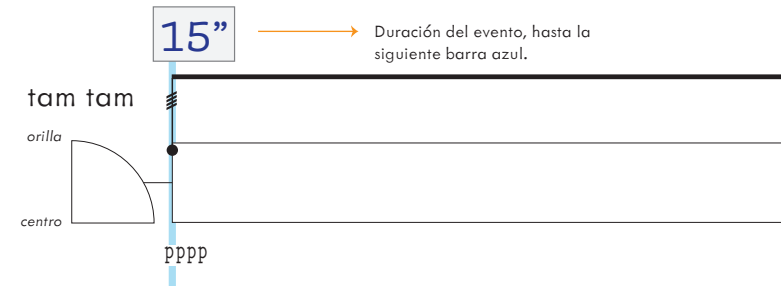 15”
Duración del evento, hasta la
siguiente barra azul.
tam tam
orilla
centro
pppp